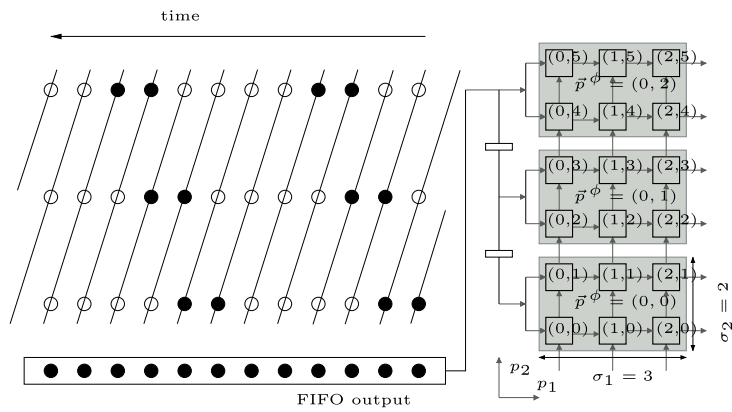 time
(0,5) (1,5) (2,5)
p⃗^ϕ = (0, 2)
(0,4) (1,4) (2,4)
(0,3) (1,3) (2,3)
p⃗^ϕ = (0, 1)
(0,2) (1,2) (2,2)
(0,1) (1,1) (2,1)
p⃗^ϕ = (0, 0)
(0,0) (1,0) (2,0)
σ₂ = 2
σ₁ = 3
p₂
p₁
FIFO output